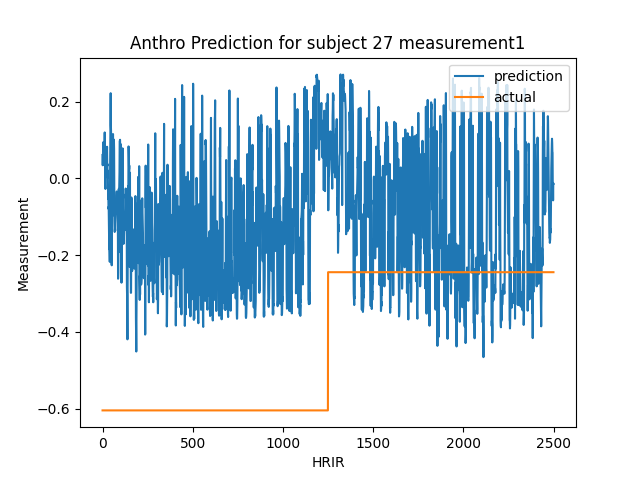 Anthro Prediction for subject 27 measurement1
prediction
actual
0.2
0.0
−0.2
−0.4
−0.6
Measurement
0
500
1000
1500
2000
2500
HRIR